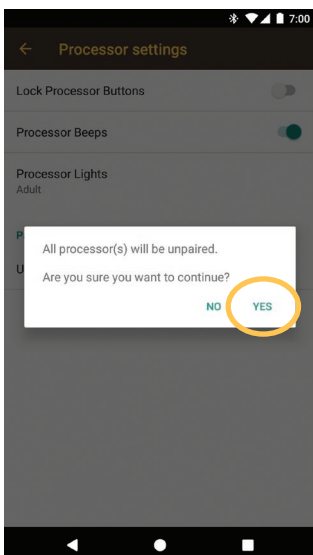 7:00
Processor settings
Lock Processor Buttons
Processor Beeps
Processor Lights
Adult
P
All processor(s) will be unpaired.
U
Are you sure you want to continue?
NO YES